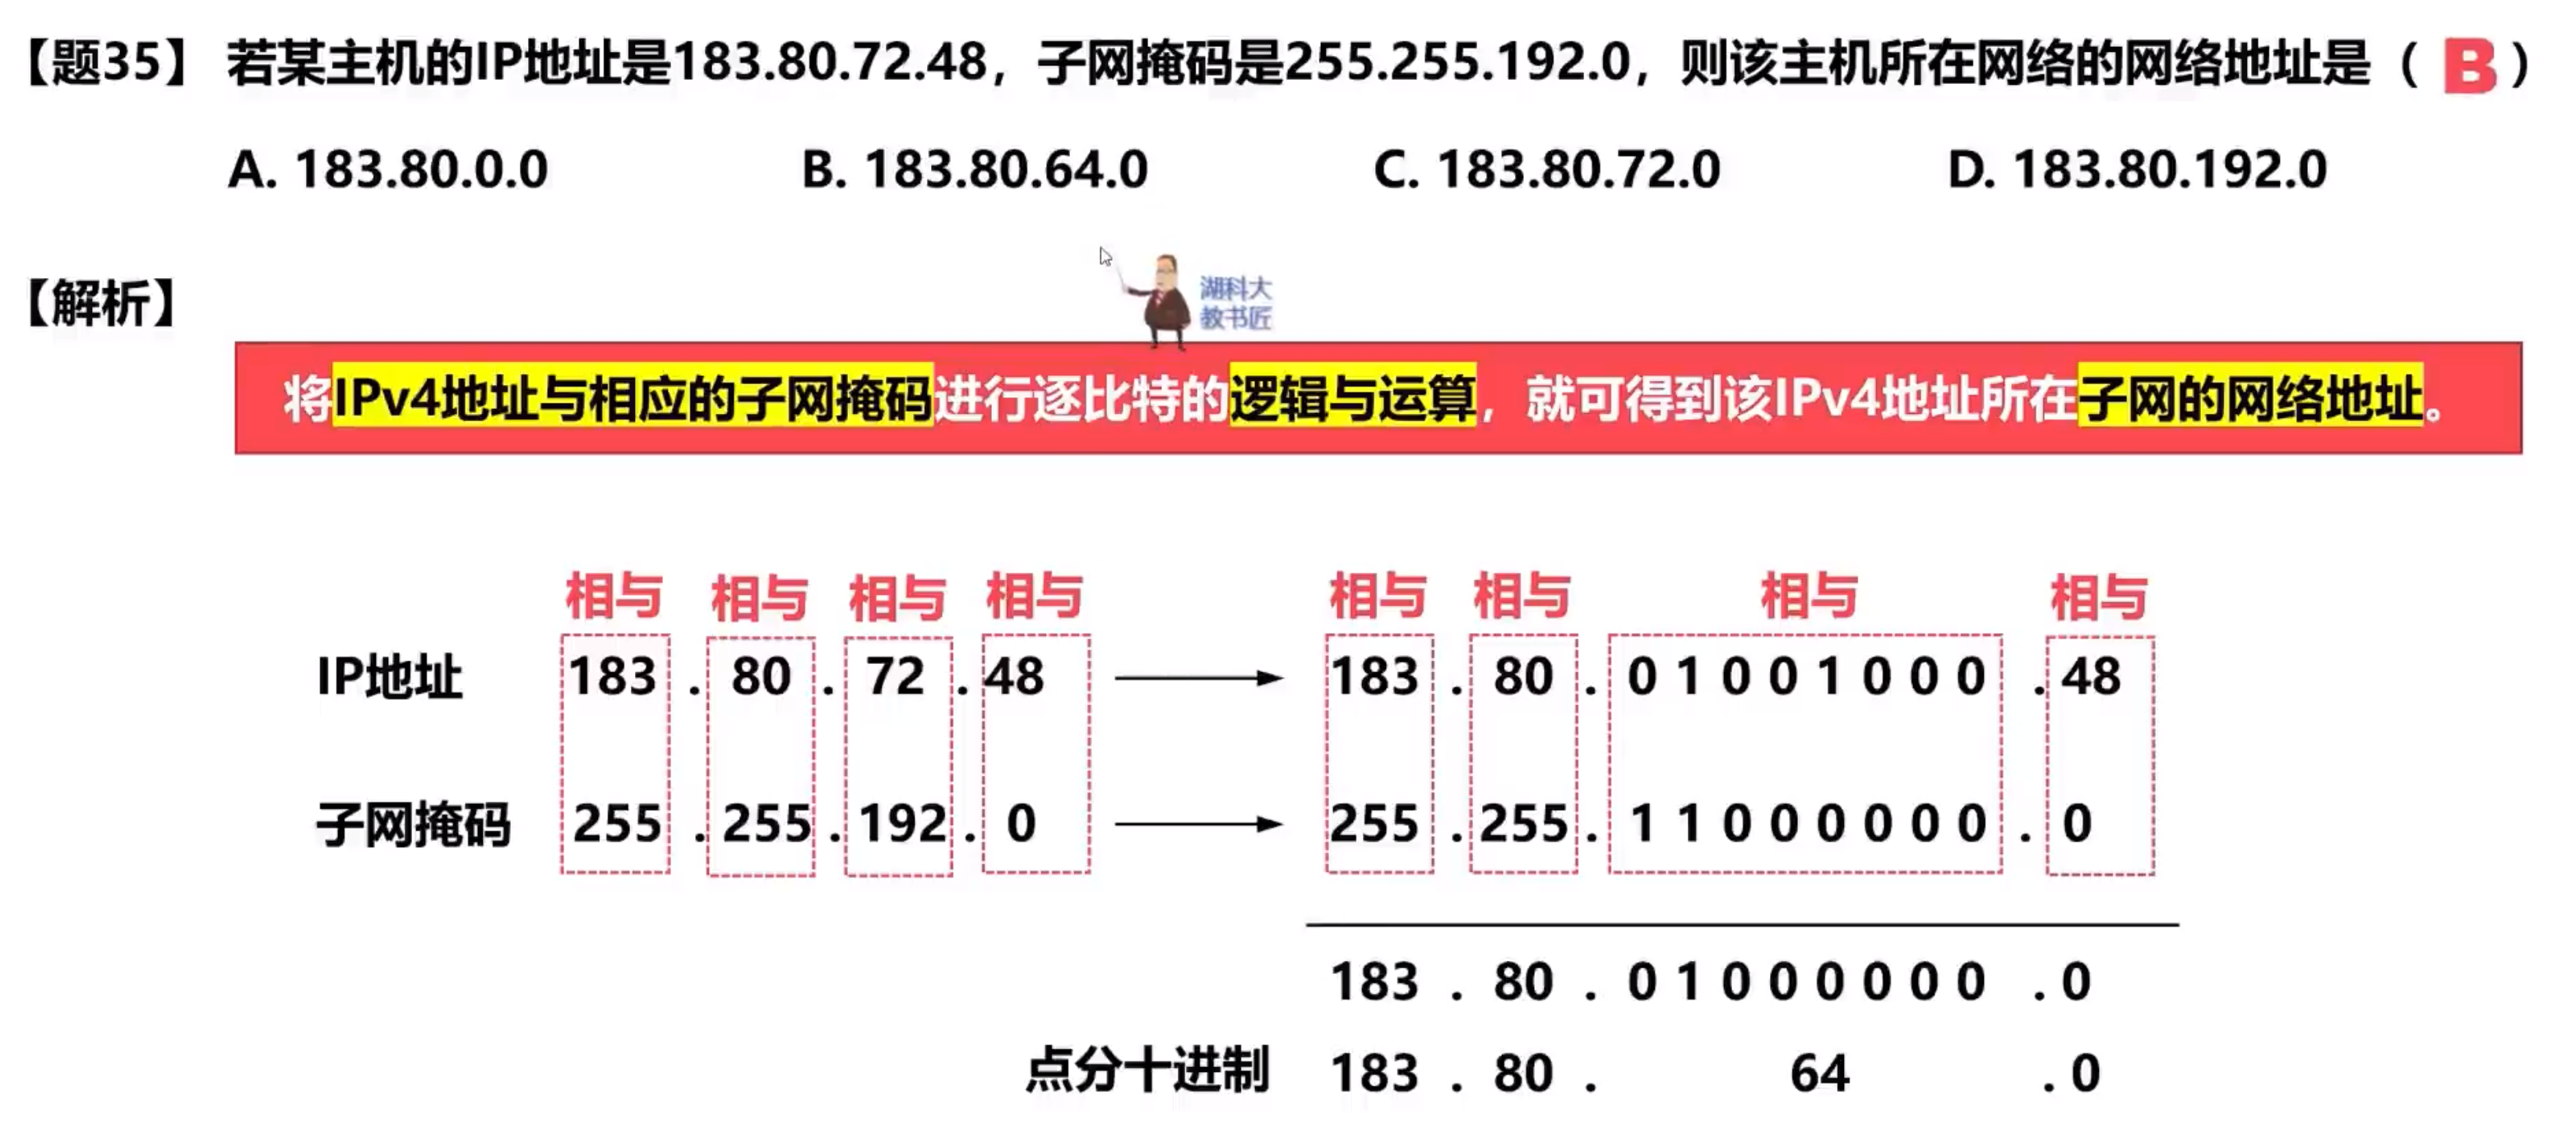 【题35】 若某主机的IP地址是183.80.72.48，子网掩码是255.255.192.0，则该主机所在网络的网络地址是（ B ）
A. 183.80.0.0 B. 183.80.64.0 C. 183.80.72.0 D. 183.80.192.0
【解析】
湖科大
教书匠
将IPv4地址与相应的子网掩码进行逐比特的逻辑与运算，就可得到该IPv4地址所在子网的网络地址。
相与 相与 相与 相与 相与 相与 相与 相与
IP地址 183 . 80 . 72 . 48 → 183 . 80 . 0 1 0 0 1 0 0 0 . 48
子网掩码 255 . 255 . 192 . 0 → 255 . 255 . 1 1 0 0 0 0 0 0 . 0
183 . 80 . 0 1 0 0 0 0 0 0 . 0
点分十进制 183 . 80 . 64 . 0